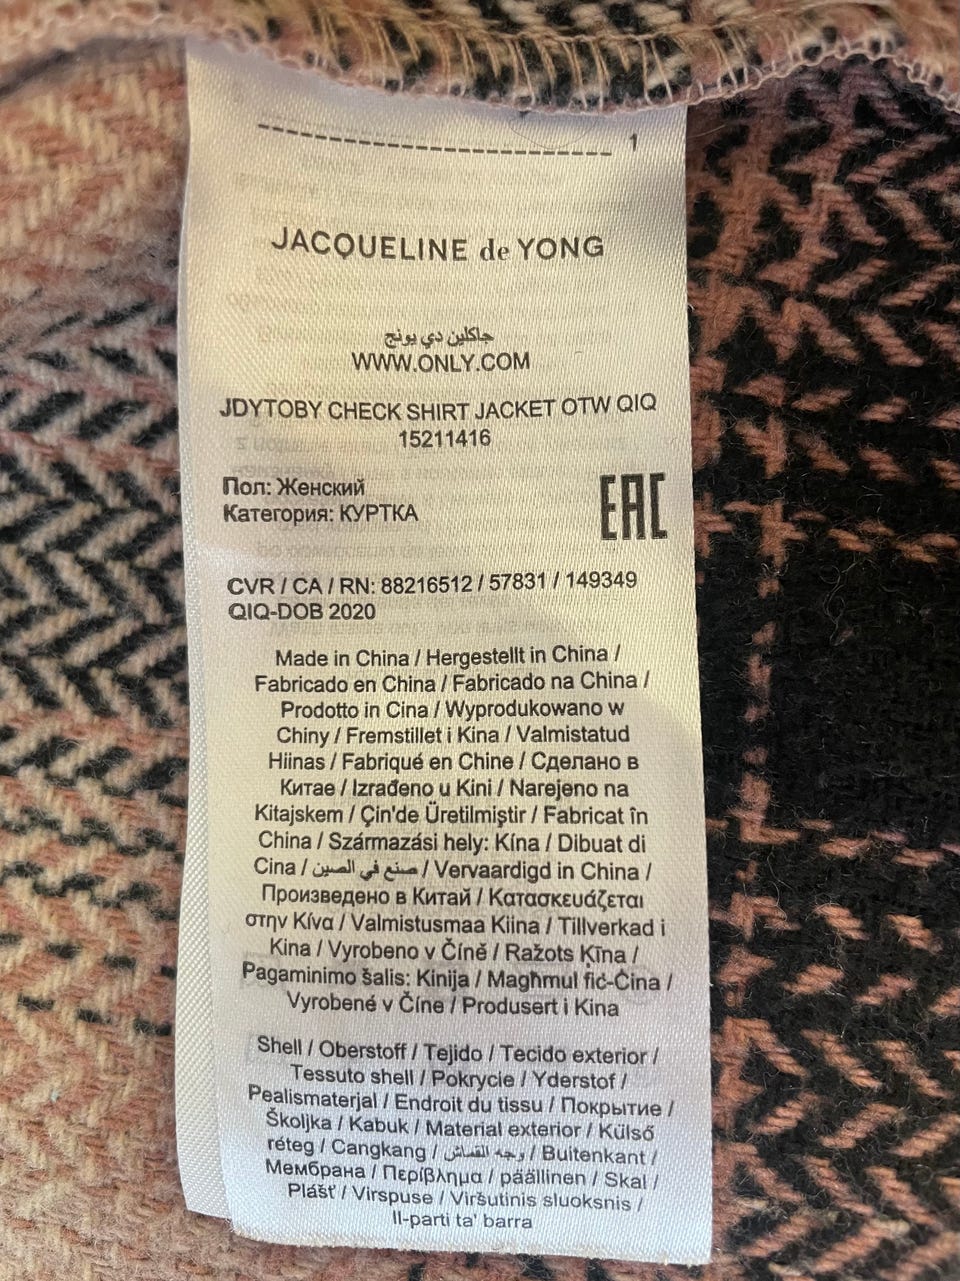 1
JACQUELINE de YONG
جاكلين دي يونج
WWW.ONLY.COM
JDYTOBY CHECK SHIRT JACKET OTW QIQ
15211416
Пол: Женский
Категория: КУРТКА
EAC
CVR / CA / RN: 88216512 / 57831 / 149349
QIQ-DOB 2020
Made in China / Hergestellt in China /
Fabricado en China / Fabricado na China /
Prodotto in Cina / Wyprodukowano w
Chiny / Fremstillet i Kina / Valmistatud
Hiinas / Fabriqué en Chine / Сделано в
Китае / Izrađeno u Kini / Narejeno na
Kitajskem / Çin'de Üretilmiştir / Fabricat în
China / Származási hely: Kína / Dibuat di
Cina / صنع في الصين / Vervaardigd in China /
Произведено в Китай / Κατασκευάζεται
στην Κίνα / Valmistusmaa Kiina / Tillverkad i
Kina / Vyrobeno v Číně / Ražots Ķīna /
Pagaminimo šalis: Kinija / Magħmul fiċ-Ċina /
Vyrobené v Číne / Produsert i Kina
Shell / Oberstoff / Tejido / Tecido exterior /
Tessuto shell / Pokrycie / Yderstof /
Pealismaterjal / Endroit du tissu / Покрытие /
Školjka / Kabuk / Material exterior / Külső
réteg / Cangkang / وجه القماش / Buitenkant /
Мембрана / Περίβλημα / päällinen / Skal /
Plášť / Virspuse / Viršutinis sluoksnis /
Il-parti ta' barra